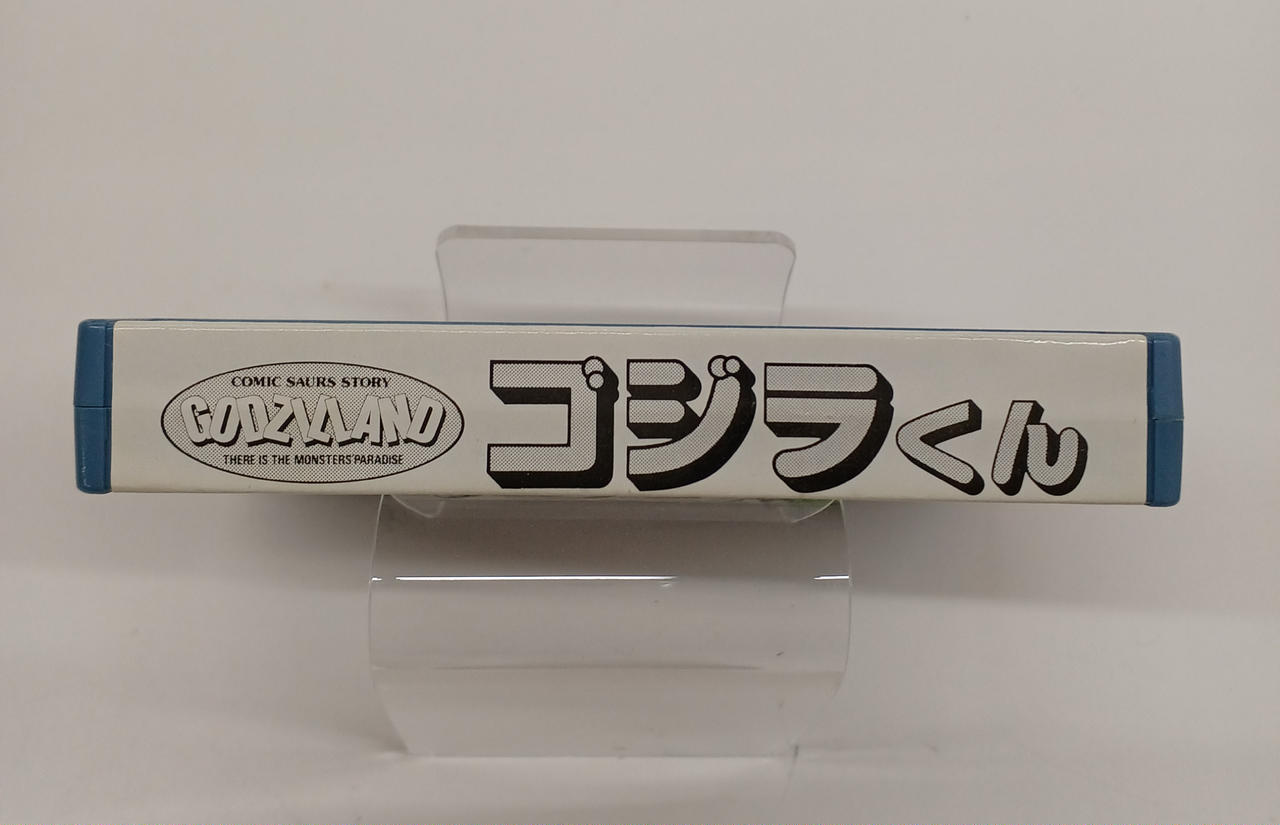 COMIC SAURS STORY
GODZILLAND
THERE IS THE MONSTERS' PARADISE
ゴジラくん